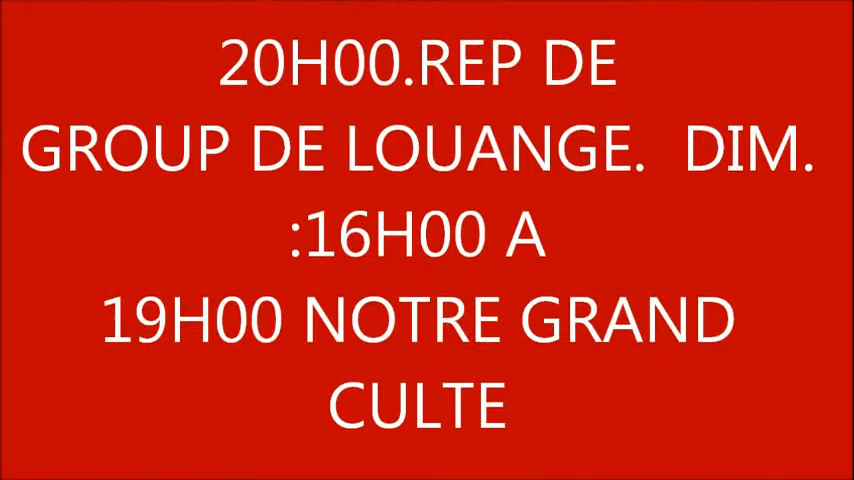 20H00.REP DE
GROUP DE LOUANGE.  DIM.
:16H00 A
19H00 NOTRE GRAND
CULTE